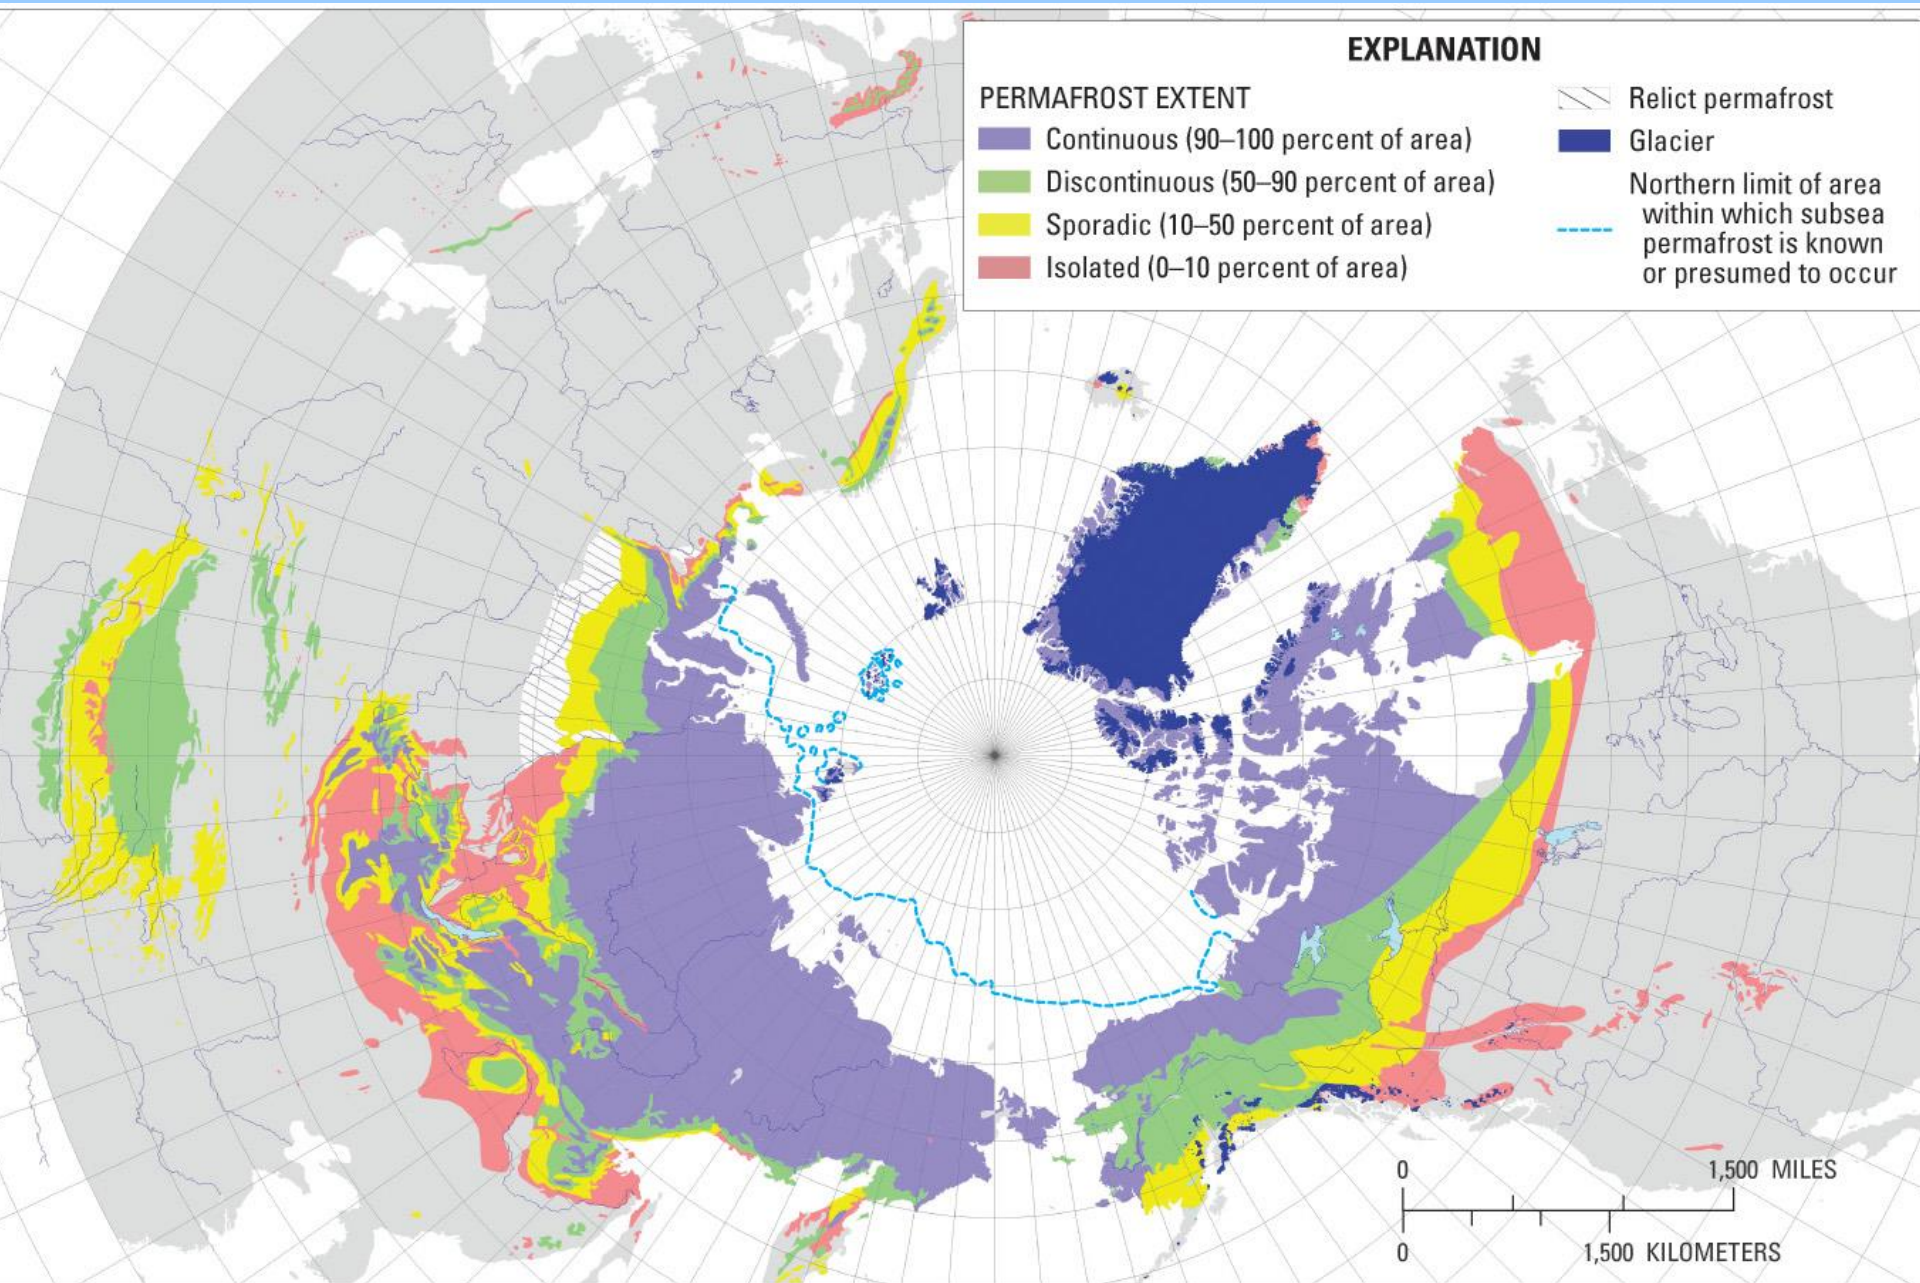 EXPLANATION
PERMAFROST EXTENT
Continuous (90–100 percent of area)
Discontinuous (50–90 percent of area)
Sporadic (10–50 percent of area)
Isolated (0–10 percent of area)
Relict permafrost
Glacier
Northern limit of area
within which subsea
permafrost is known
or presumed to occur
0 1,500 MILES
0 1,500 KILOMETERS